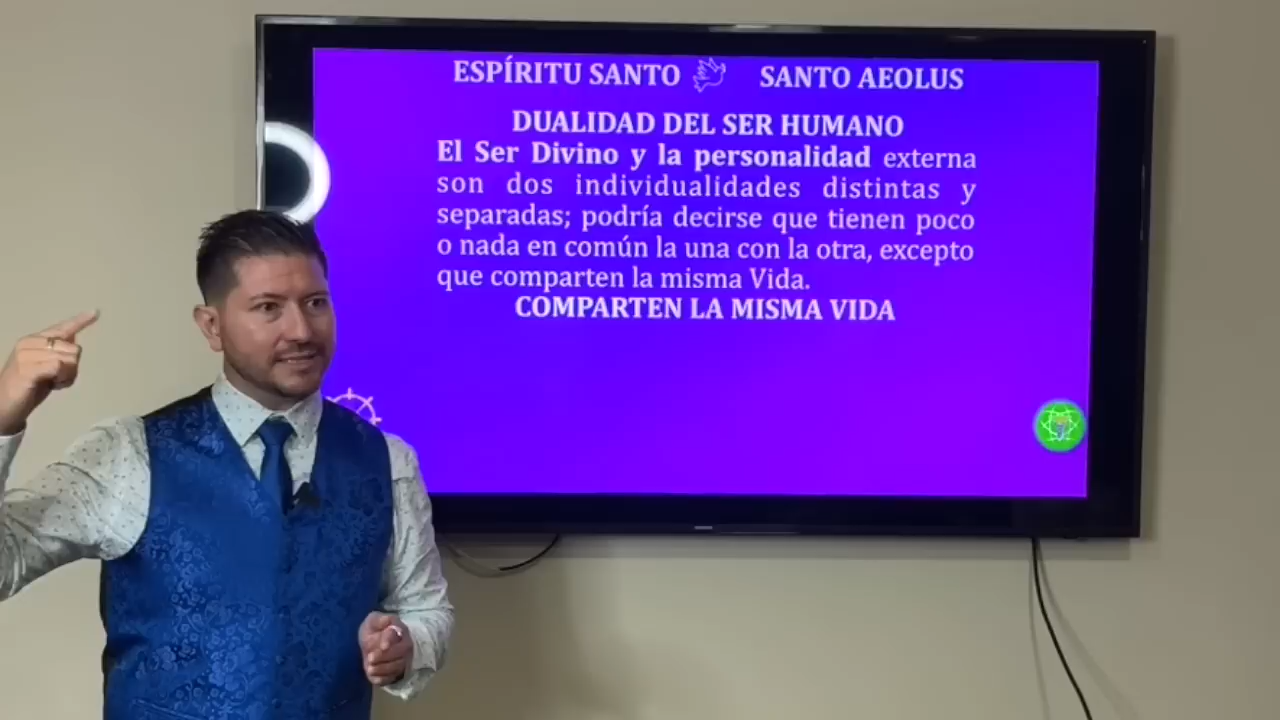 ESPÍRITU SANTO SANTO AEOLUS
DUALIDAD DEL SER HUMANO
El Ser Divino y la personalidad externa
son dos individualidades distintas y
separadas; podría decirse que tienen poco
o nada en común la una con la otra, excepto
que comparten la misma Vida.
COMPARTEN LA MISMA VIDA